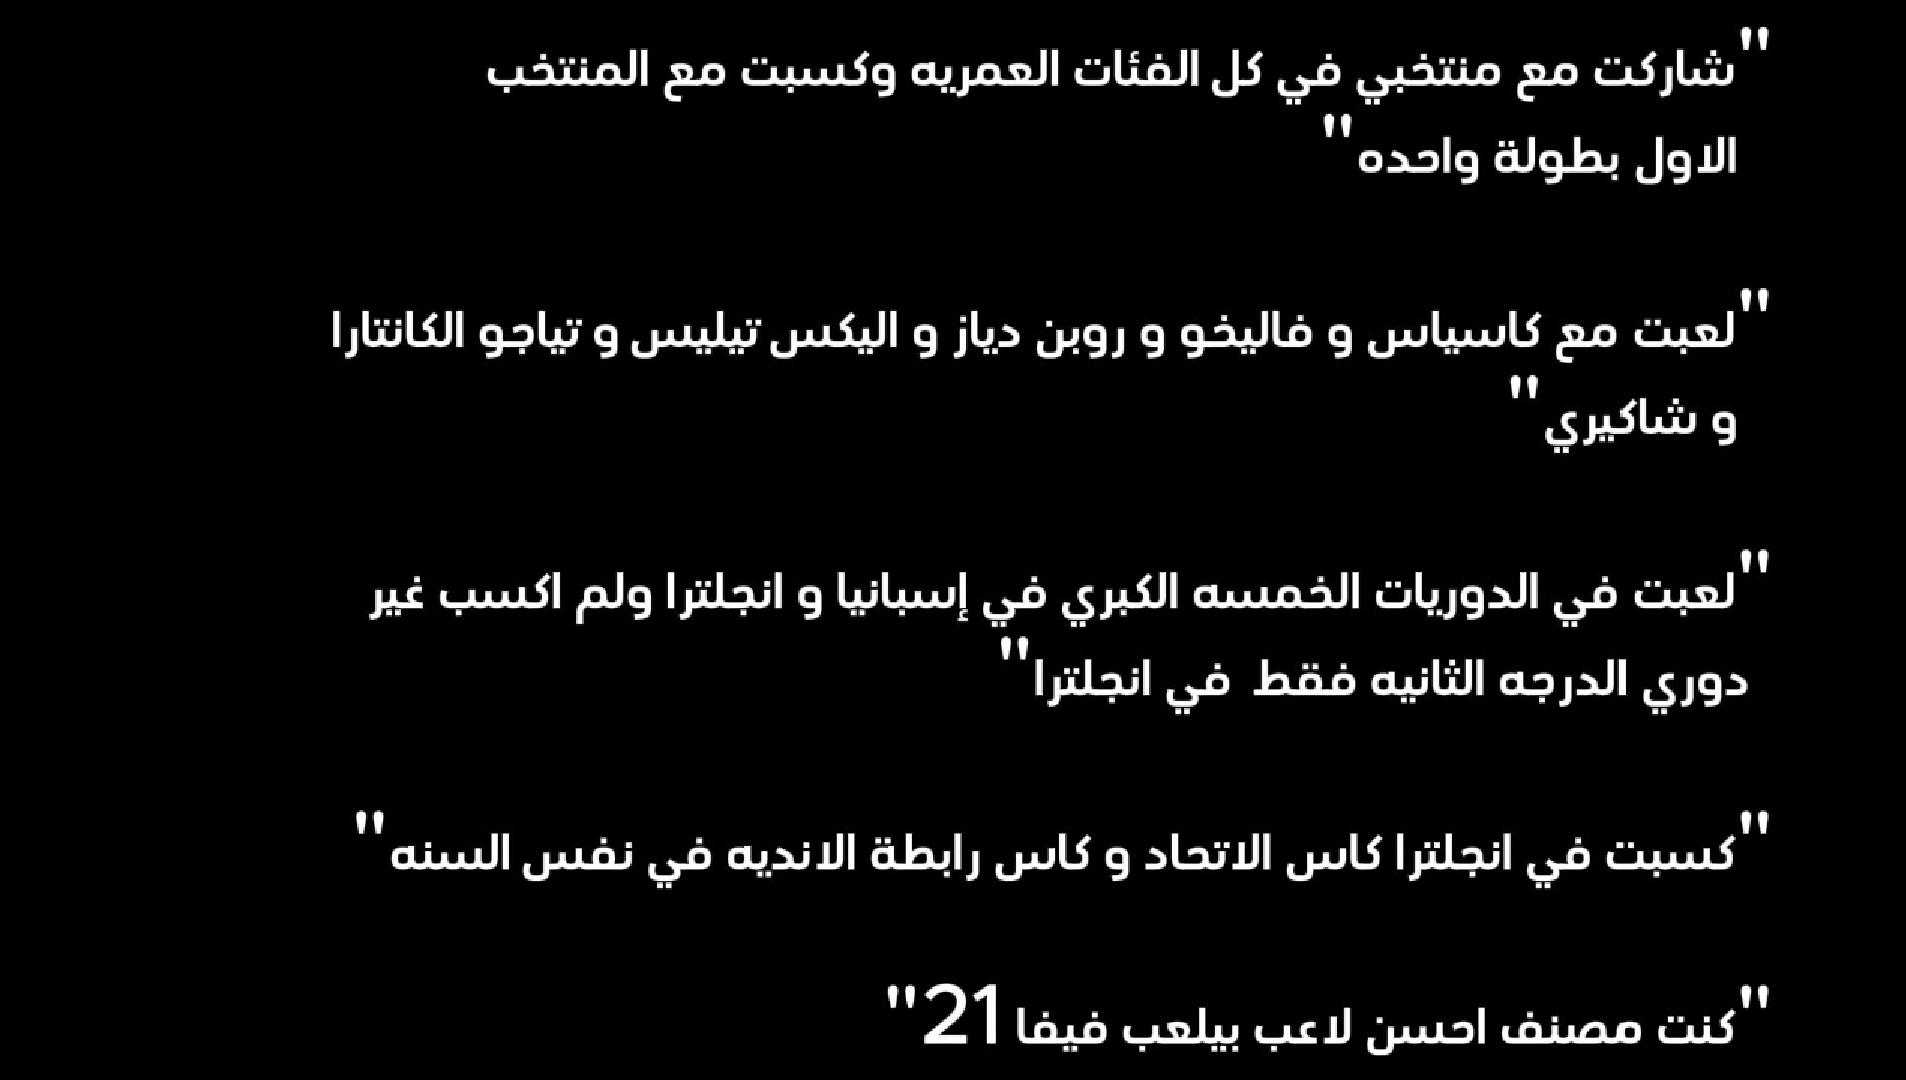 "شاركت مع منتخبي في كل الفئات العمريه وكسبت مع المنتخب
الاول بطولة واحده"
"لعبت مع كاسياس و فاليخو و روبن دياز و اليكس تيليس و تياجو الكانتارا
و شاكيري"
"لعبت في الدوريات الخمسه الكبري في إسبانيا و انجلترا ولم اكسب غير
دوري الدرجه الثانيه فقط في انجلترا"
"كسبت في انجلترا كاس الاتحاد و كاس رابطة الانديه في نفس السنه"
"كنت مصنف احسن لاعب بيلعب فيفا 21"